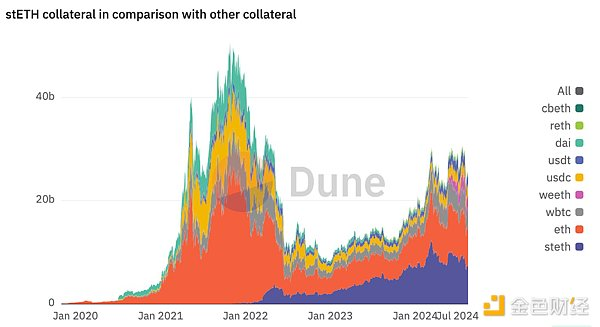 stETH collateral in comparison with other collateral
40b
20b
0
Jan 2020
Jan 2021
Jan 2022
Jan 2023
Jan 2024
Jul 2024
Dune
All
cbeth
reth
dai
usdt
usdc
weeth
wbtc
eth
steth
金色财经